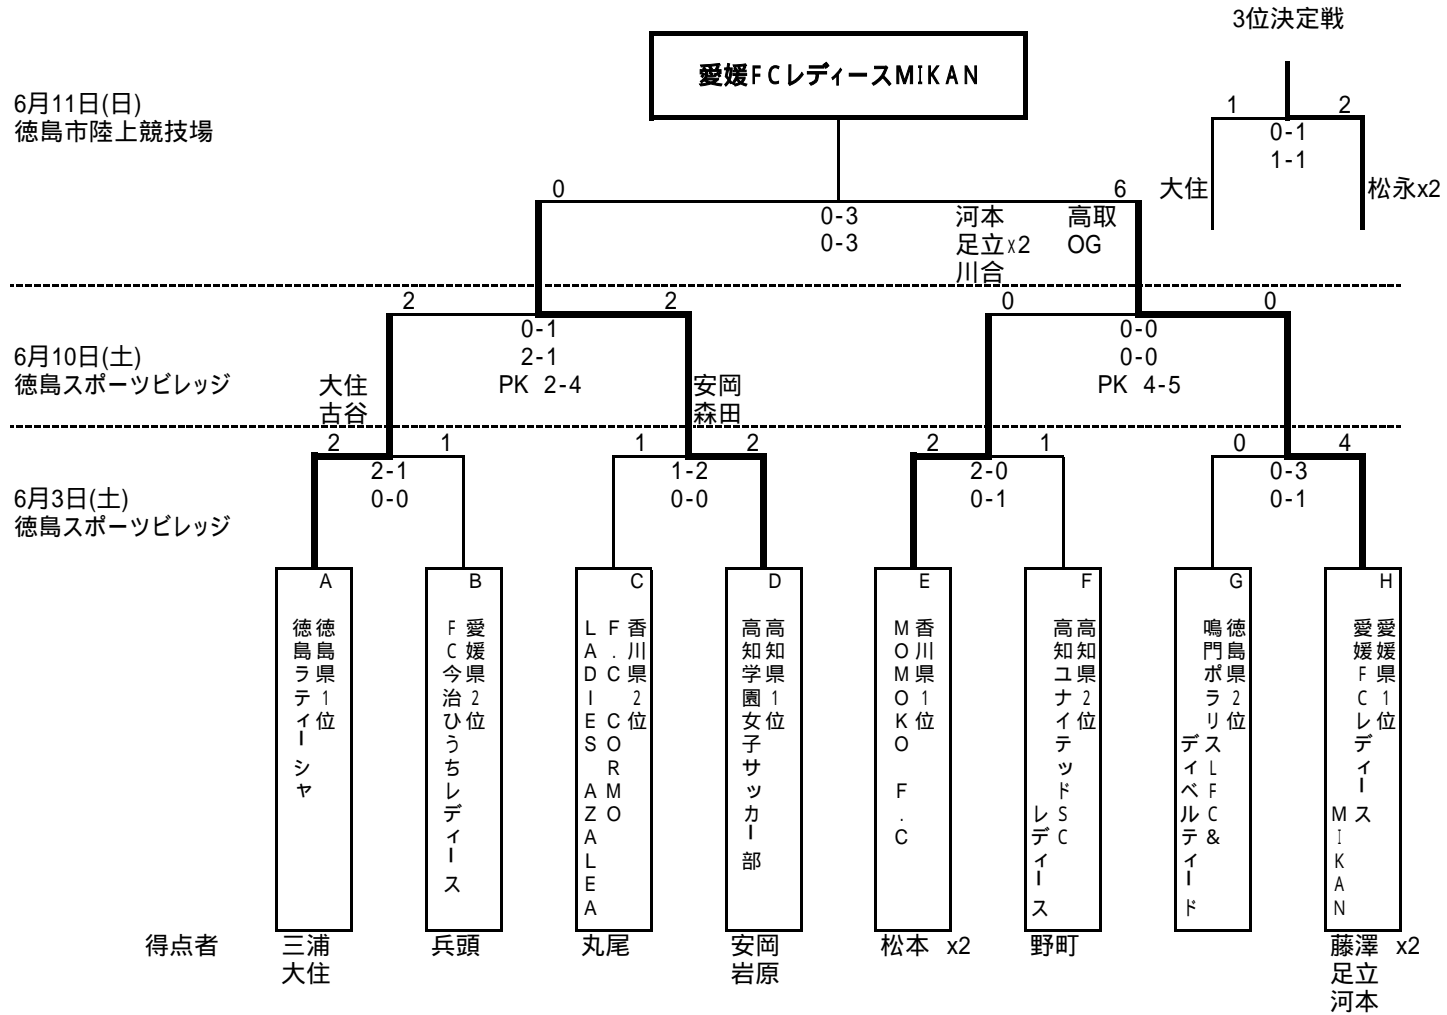 3位決定戦
愛媛FCレディースMIKAN
6月11日(日)
徳島市陸上競技場
1 2
0-1
1-1
大住 松永x2
0 6
0-3 河本 高取
0-3 足立x2 OG
川合
2 2 0 0
0-1 0-0
2-1 0-0
PK 2-4 PK 4-5
6月10日(土)
徳島スポーツビレッジ
大住 安岡
古谷 森田
2 1 1 2 2 1 0 4
2-1 1-2 2-0 0-3
0-0 0-0 0-1 0-1
6月3日(土)
徳島スポーツビレッジ
A
徳島県1位
徳島ラティーシャ
B
愛媛県2位
FC今治ひうちレディース
C
香川県2位
F.C CORMO
LADIES AZALEA
D
高知県1位
高知学園女子サッカー部
E
香川県1位
MOMOKO F.C
F
高知県2位
高知ユナイテッドSC
レディース
G
徳島県2位
鳴門ポラリスLFC&
ディベルティード
H
愛媛県1位
愛媛FCレディース
MIKAN
得点者 三浦 兵頭 丸尾 安岡 松本 x2 野町 藤澤 x2
大住 岩原 足立
河本